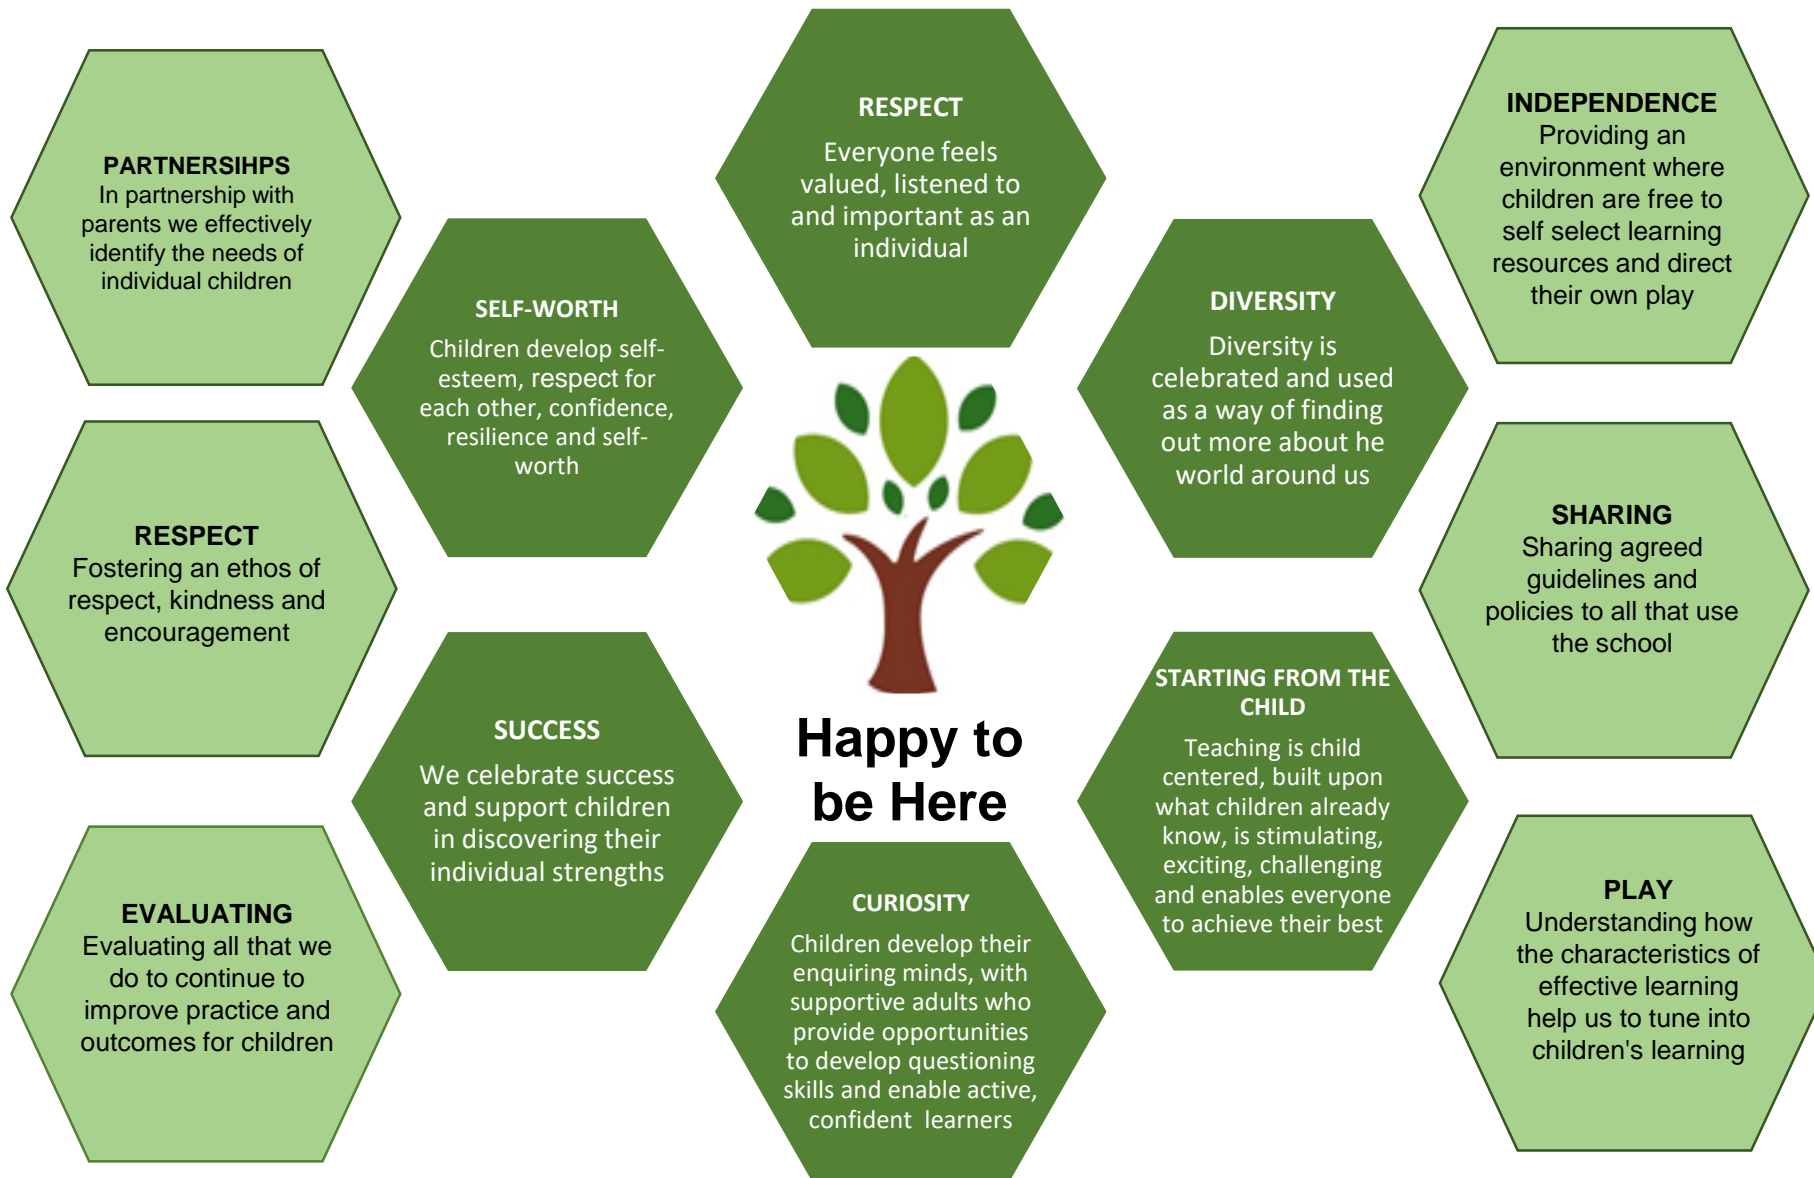 PARTNERSIHPS
In partnership with
parents we effectively
identify the needs of
individual children
RESPECT
Fostering an ethos of
respect, kindness and
encouragement
EVALUATING
Evaluating all that we
do to continue to
improve practice and
outcomes for children
SELF-WORTH
Children develop self-
esteem, respect for
each other, confidence,
resilience and self-
worth
SUCCESS
We celebrate success
and support children
in discovering their
individual strengths
RESPECT
Everyone feels
valued, listened to
and important as an
individual
Happy to
be Here
CURIOSITY
Children develop their
enquiring minds, with
supportive adults who
provide opportunities
to develop questioning
skills and enable active,
confident  learners
DIVERSITY
Diversity is
celebrated and used
as a way of finding
out more about he
world around us
STARTING FROM THE
CHILD
Teaching is child
centered, built upon
what children already
know, is stimulating,
exciting, challenging
and enables everyone
to achieve their best
INDEPENDENCE
Providing an
environment where
children are free to
self select learning
resources and direct
their own play
SHARING
Sharing agreed
guidelines and
policies to all that use
the school
PLAY
Understanding how
the characteristics of
effective learning
help us to tune into
children's learning